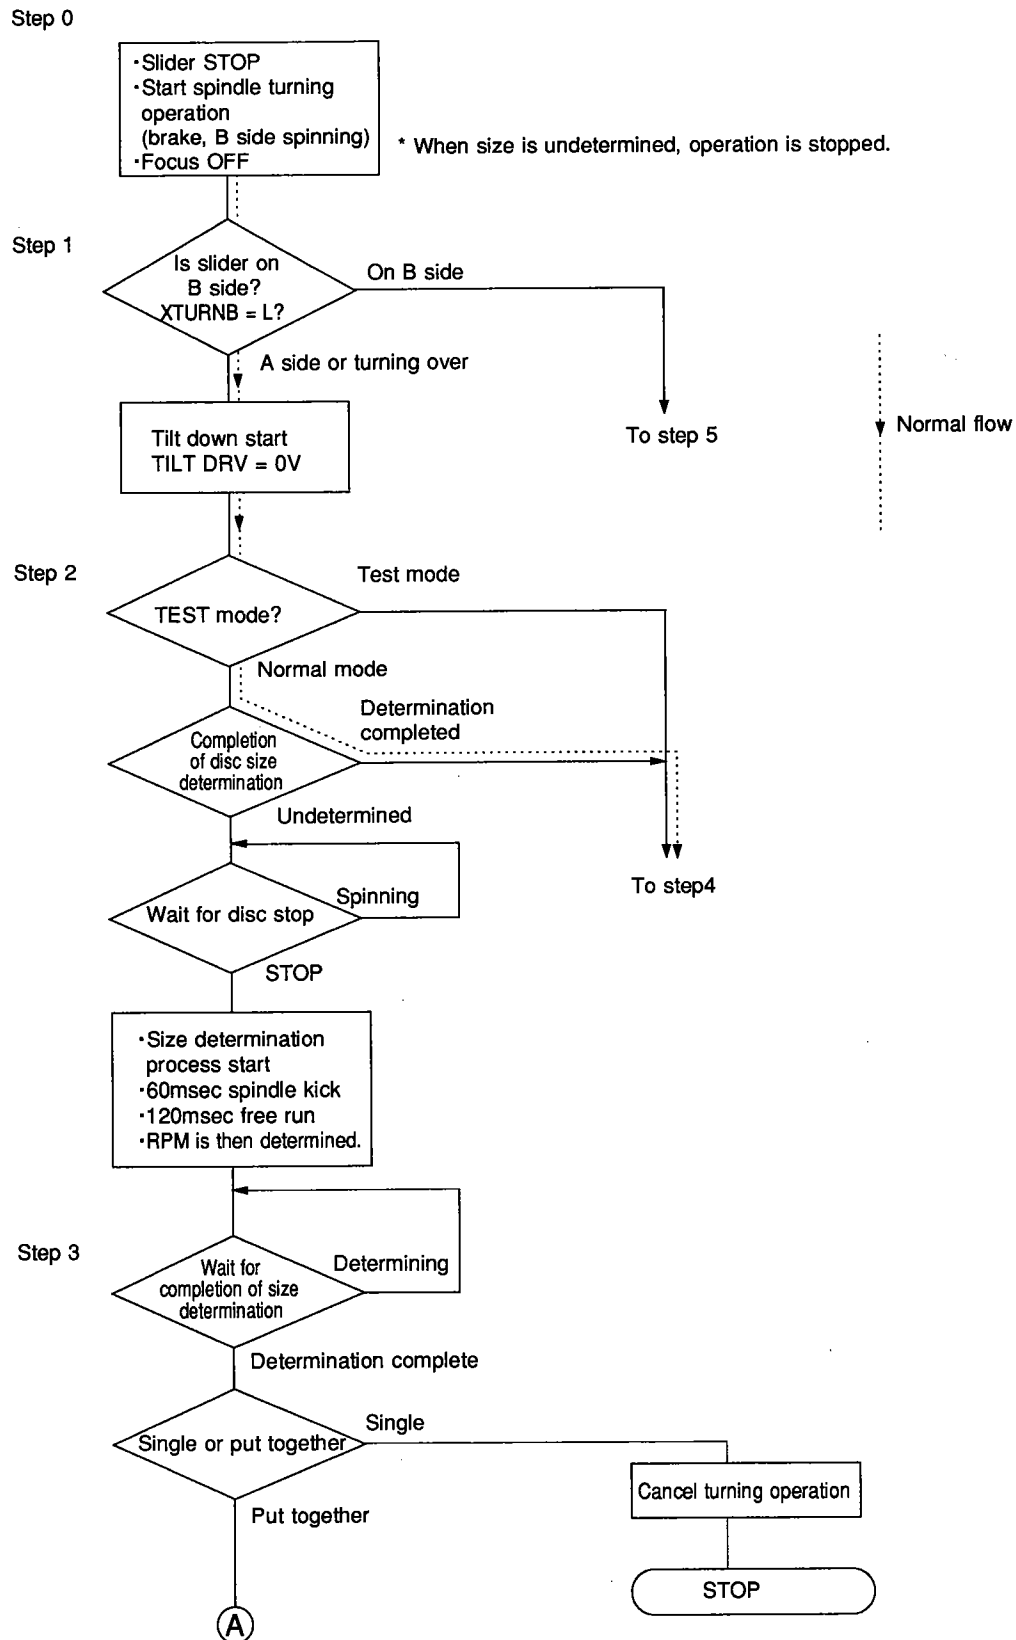 Step 0
·Slider STOP
·Start spindle turning
operation
(brake, B side spinning)
·Focus OFF
* When size is undetermined, operation is stopped.
Step 1
Is slider on
B side?
XTURNB = L?
On B side
A side or turning over
To step 5
Normal flow
Tilt down start
TILT DRV = 0V
Step 2
Test mode
TEST mode?
Normal mode
Determination
completed
Completion
of disc size
determination
Undetermined
To step4
Spinning
Wait for disc stop
STOP
·Size determination
process start
·60msec spindle kick
·120msec free run
·RPM is then determined.
Step 3
Determining
Wait for
completion of size
determination
Determination complete
Single
Single or put together
Cancel turning operation
Put together
STOP
A